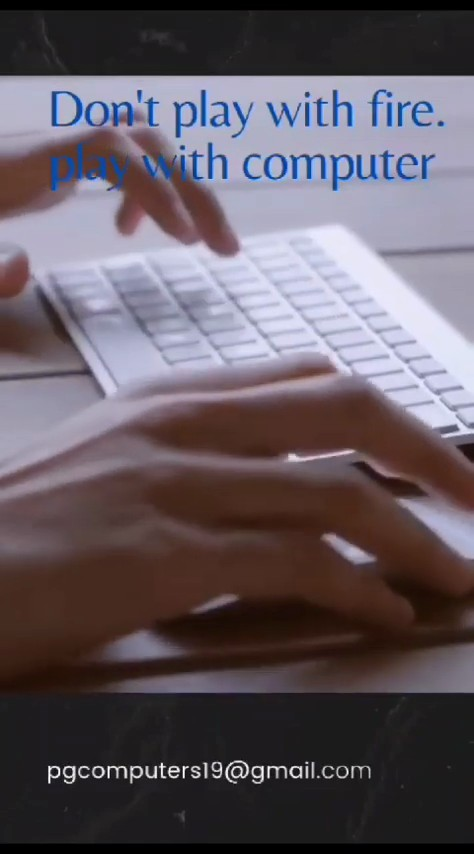 Don't play with fire.
play with computer
pgcomputers19@gmail.com